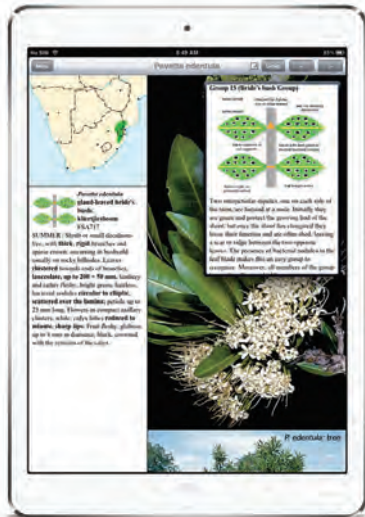 Pavetta edentula
Pavetta edentula
gland-leaved bride's
bush;
kliertjiesboom
FSA717
SUMMARY: Shrub or small deciduous
tree, with thick, rigid branches and
sparse crown; occurring in bushveld
usually on rocky hillsides. Leaves
clustered towards ends of branches,
lanceolate, up to 200 × 50 mm, leathery
and rather fleshy, bright green, hairless,
bacterial nodules circular to elliptic,
scattered over the lamina; petiole up to
25 mm long. Flowers in compact axillary
clusters, white; calyx lobes reduced to
minute, sharp tips. Fruit fleshy, globose,
up to 8 mm in diameter, black, crowned
with the remains of the calyx.
Group 15 (Bride's bush Group)
Two interpetiolar stipules, one on each side of
the stem, are located at a node. Initially they
are green and protect the growing bud of the
shoot; but once the shoot has elongated they
loose their function and are often shed, leaving
a scar or ridge between the two opposite
leaves. The presence of bacterial nodules in the
leaf blade makes this an easy group to
recognise. Moreover, all members of the group
P. edentula: tree